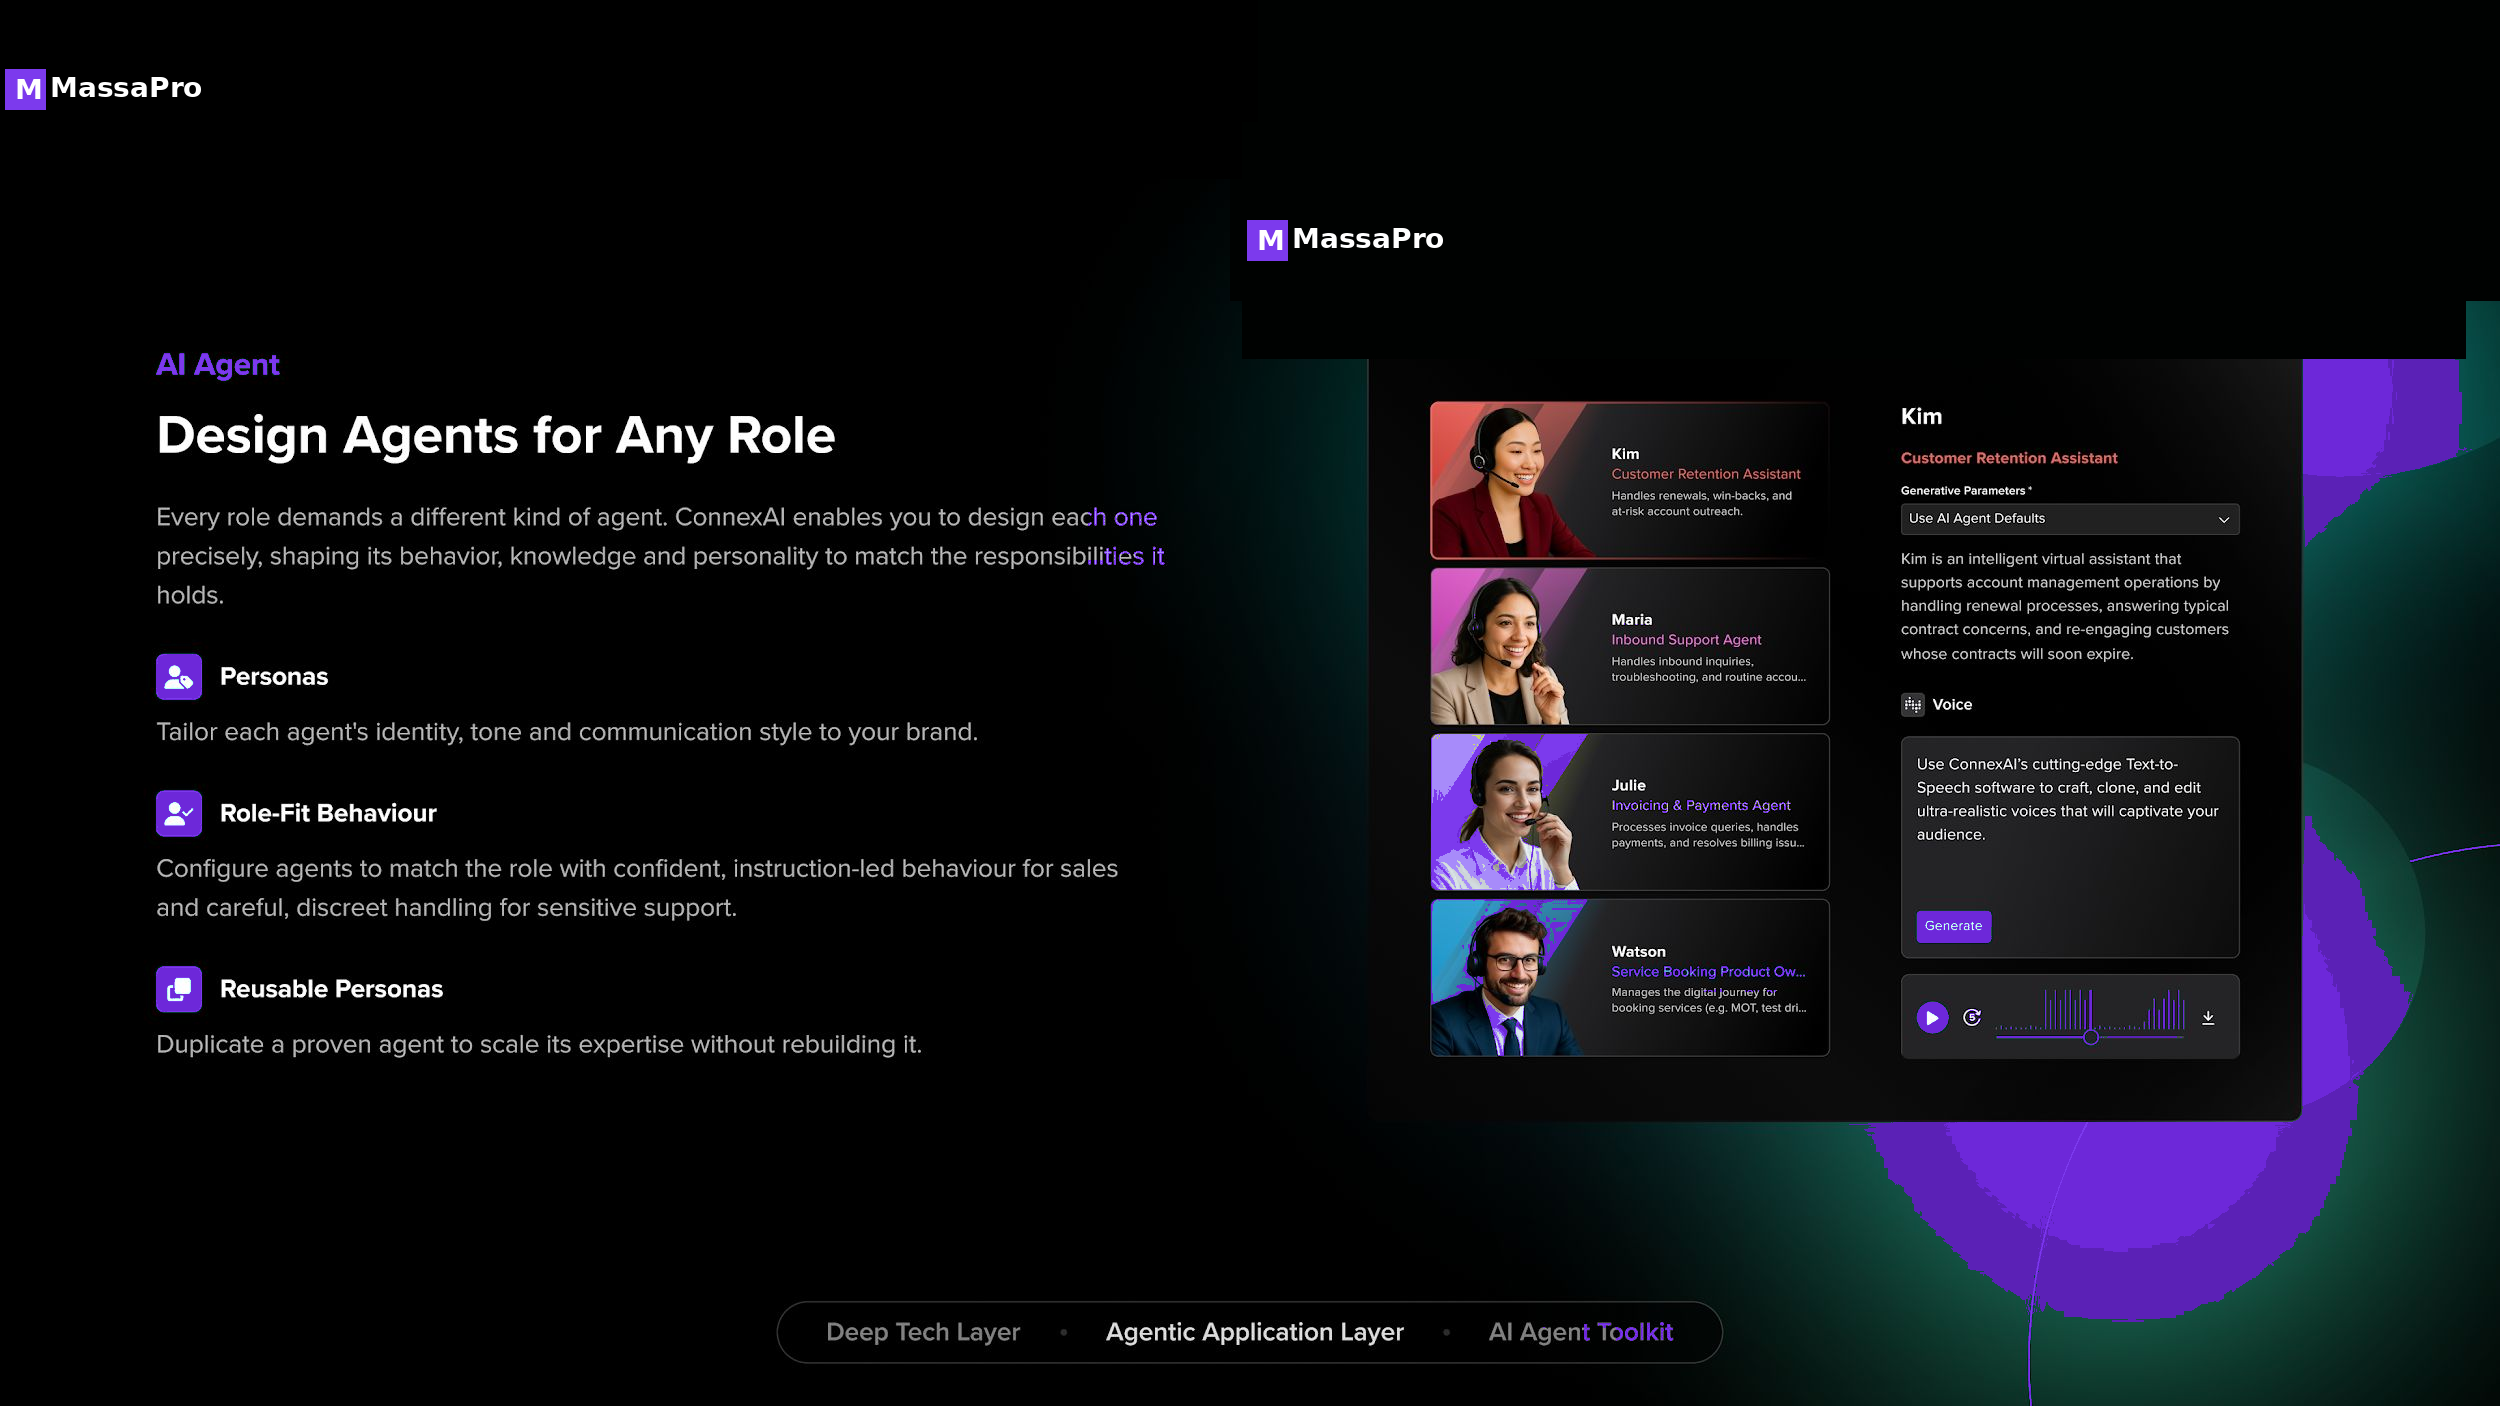 M MassaPro
M MassaPro
AI Agent
Design Agents for Any Role
Every role demands a different kind of agent. ConnexAI enables you to design each one
precisely, shaping its behavior, knowledge and personality to match the responsibilities it
holds.
Personas
Tailor each agent's identity, tone and communication style to your brand.
Role-Fit Behaviour
Configure agents to match the role with confident, instruction-led behaviour for sales
and careful, discreet handling for sensitive support.
Reusable Personas
Duplicate a proven agent to scale its expertise without rebuilding it.
Kim
Customer Retention Assistant
Handles renewals, win-backs, and
at-risk account outreach.
Maria
Inbound Support Agent
Handles inbound inquiries,
troubleshooting, and routine accou...
Julie
Invoicing & Payments Agent
Processes invoice queries, handles
payments, and resolves billing issu...
Watson
Service Booking Product Ow...
Manages the digital journey for
booking services (e.g. MOT, test dri...
Kim
Customer Retention Assistant
Generative Parameters *
Use AI Agent Defaults
Kim is an intelligent virtual assistant that
supports account management operations by
handling renewal processes, answering typical
contract concerns, and re-engaging customers
whose contracts will soon expire.
Voice
Use ConnexAI's cutting-edge Text-to-
Speech software to craft, clone, and edit
ultra-realistic voices that will captivate your
audience.
Generate
5
Deep Tech Layer • Agentic Application Layer • AI Agent Toolkit